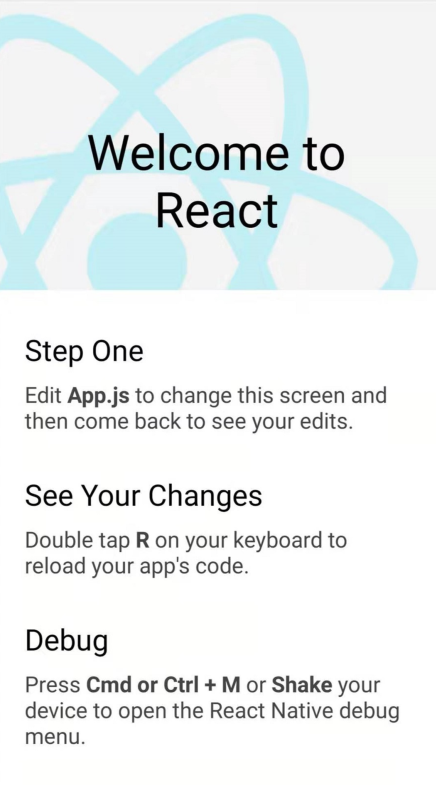 Welcome to
React
Step One
Edit App.js to change this screen and
then come back to see your edits.
See Your Changes
Double tap R on your keyboard to
reload your app's code.
Debug
Press Cmd or Ctrl + M or Shake your
device to open the React Native debug
menu.